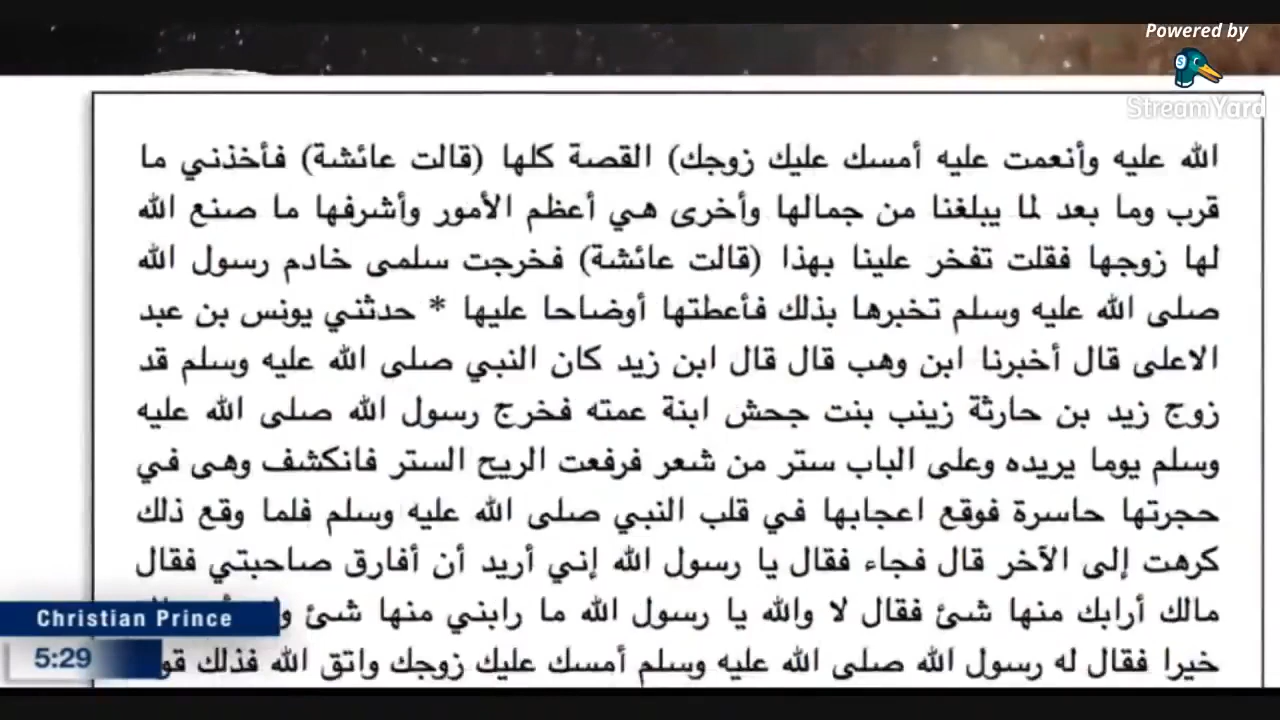 Powered by
StreamYard
الله عليه وأنعمت عليه أمسك عليك زوجك) القصة كلها (قالت عائشة) فأخذني ما
قرب وما بعد لما يبلغنا من جمالها وأخرى هي أعظم الأمور وأشرفها ما صنع الله
لها زوجها فقلت تفخر علينا بهذا (قالت عائشة) فخرجت سلمى خادم رسول الله
صلى الله عليه وسلم تخبرها بذلك فأعطتها أوضاحا عليها * حدثني يونس بن عبد
الاعلى قال أخبرنا ابن وهب قال قال ابن زيد كان النبي صلى الله عليه وسلم قد
زوج زيد بن حارثة زينب بنت جحش ابنة عمته فخرج رسول الله صلى الله عليه
وسلم يوما يريده وعلى الباب ستر من شعر فرفعت الريح الستر فانكشف وهى في
حجرتها حاسرة فوقع اعجابها في قلب النبي صلى الله عليه وسلم فلما وقع ذلك
كرهت إلى الآخر قال فجاء فقال يا رسول الله إني أريد أن أفارق صاحبتي فقال
مالك أرابك منها شئ فقال لا والله يا رسول الله ما رابني منها شئ
خيرا فقال له رسول الله صلى الله عليه وسلم أمسك عليك زوجك واتق الله فذلك
Christian Prince
5:29